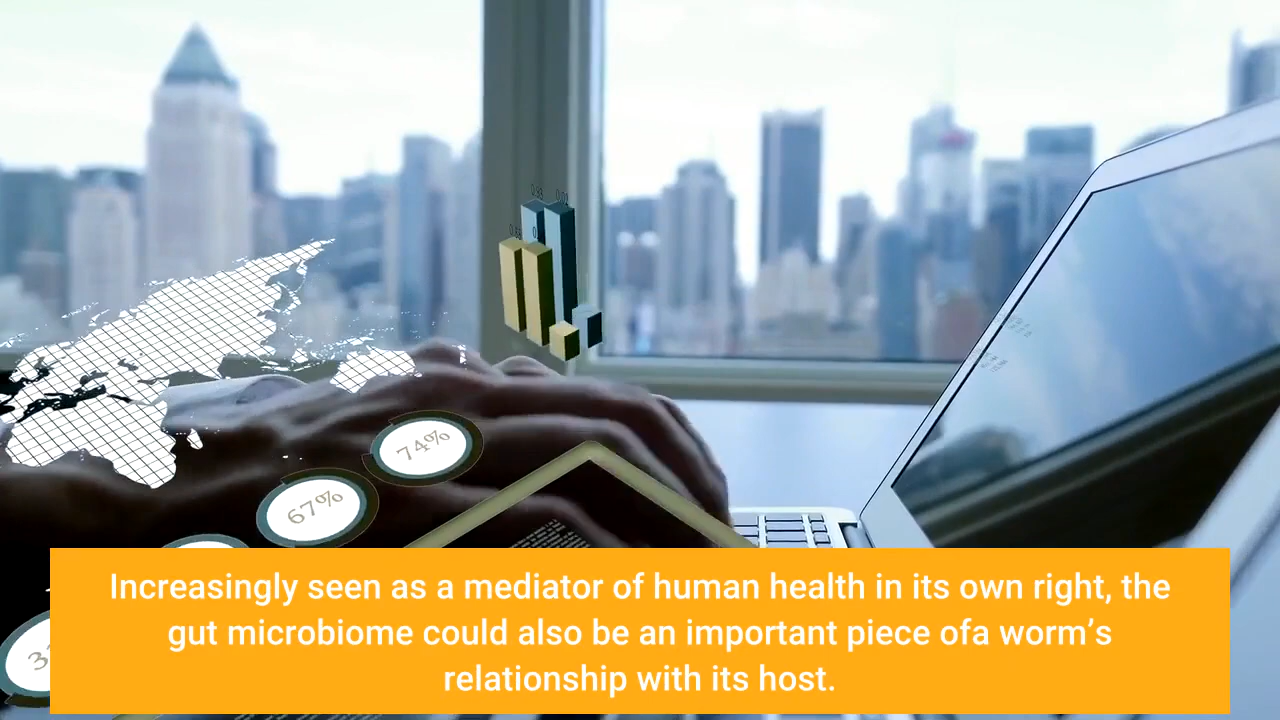 74%
67%
Increasingly seen as a mediator of human health in its own right, the
gut microbiome could also be an important piece ofa worm’s
relationship with its host.